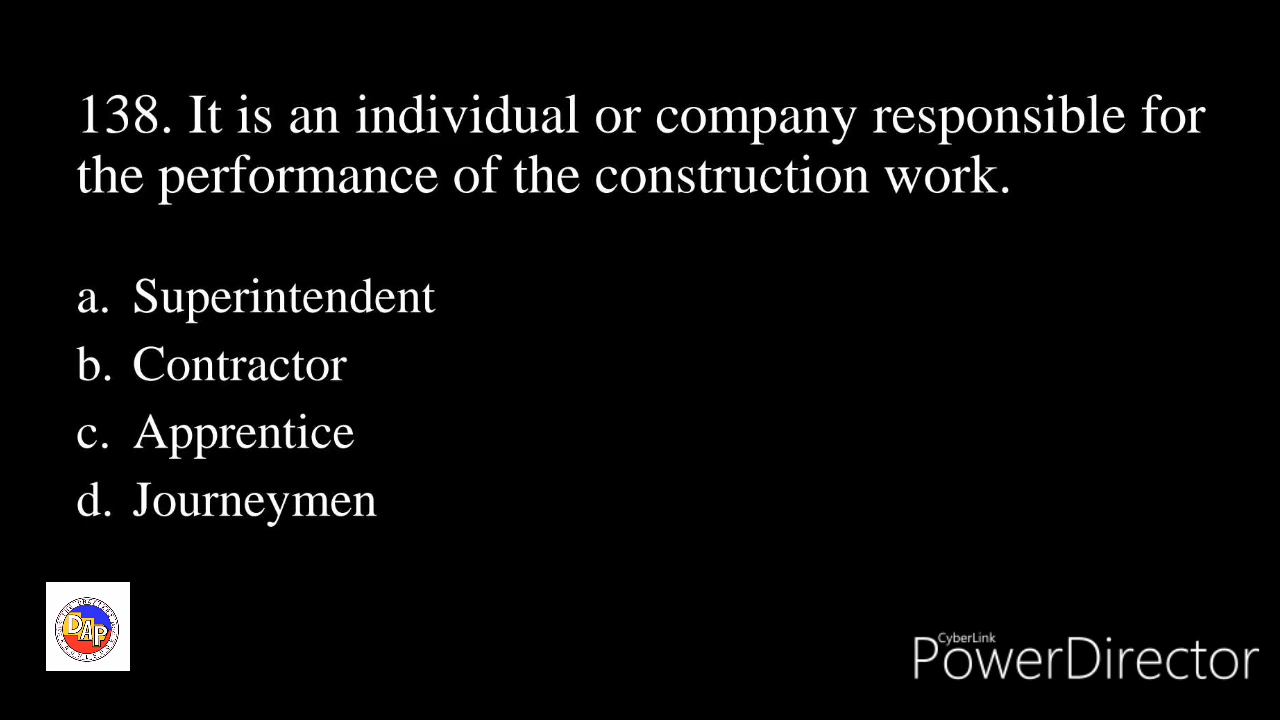 138. It is an individual or company responsible for
the performance of the construction work.
a. Superintendent
b. Contractor
c. Apprentice
d. Journeymen
DAP
CyberLink
PowerDirector